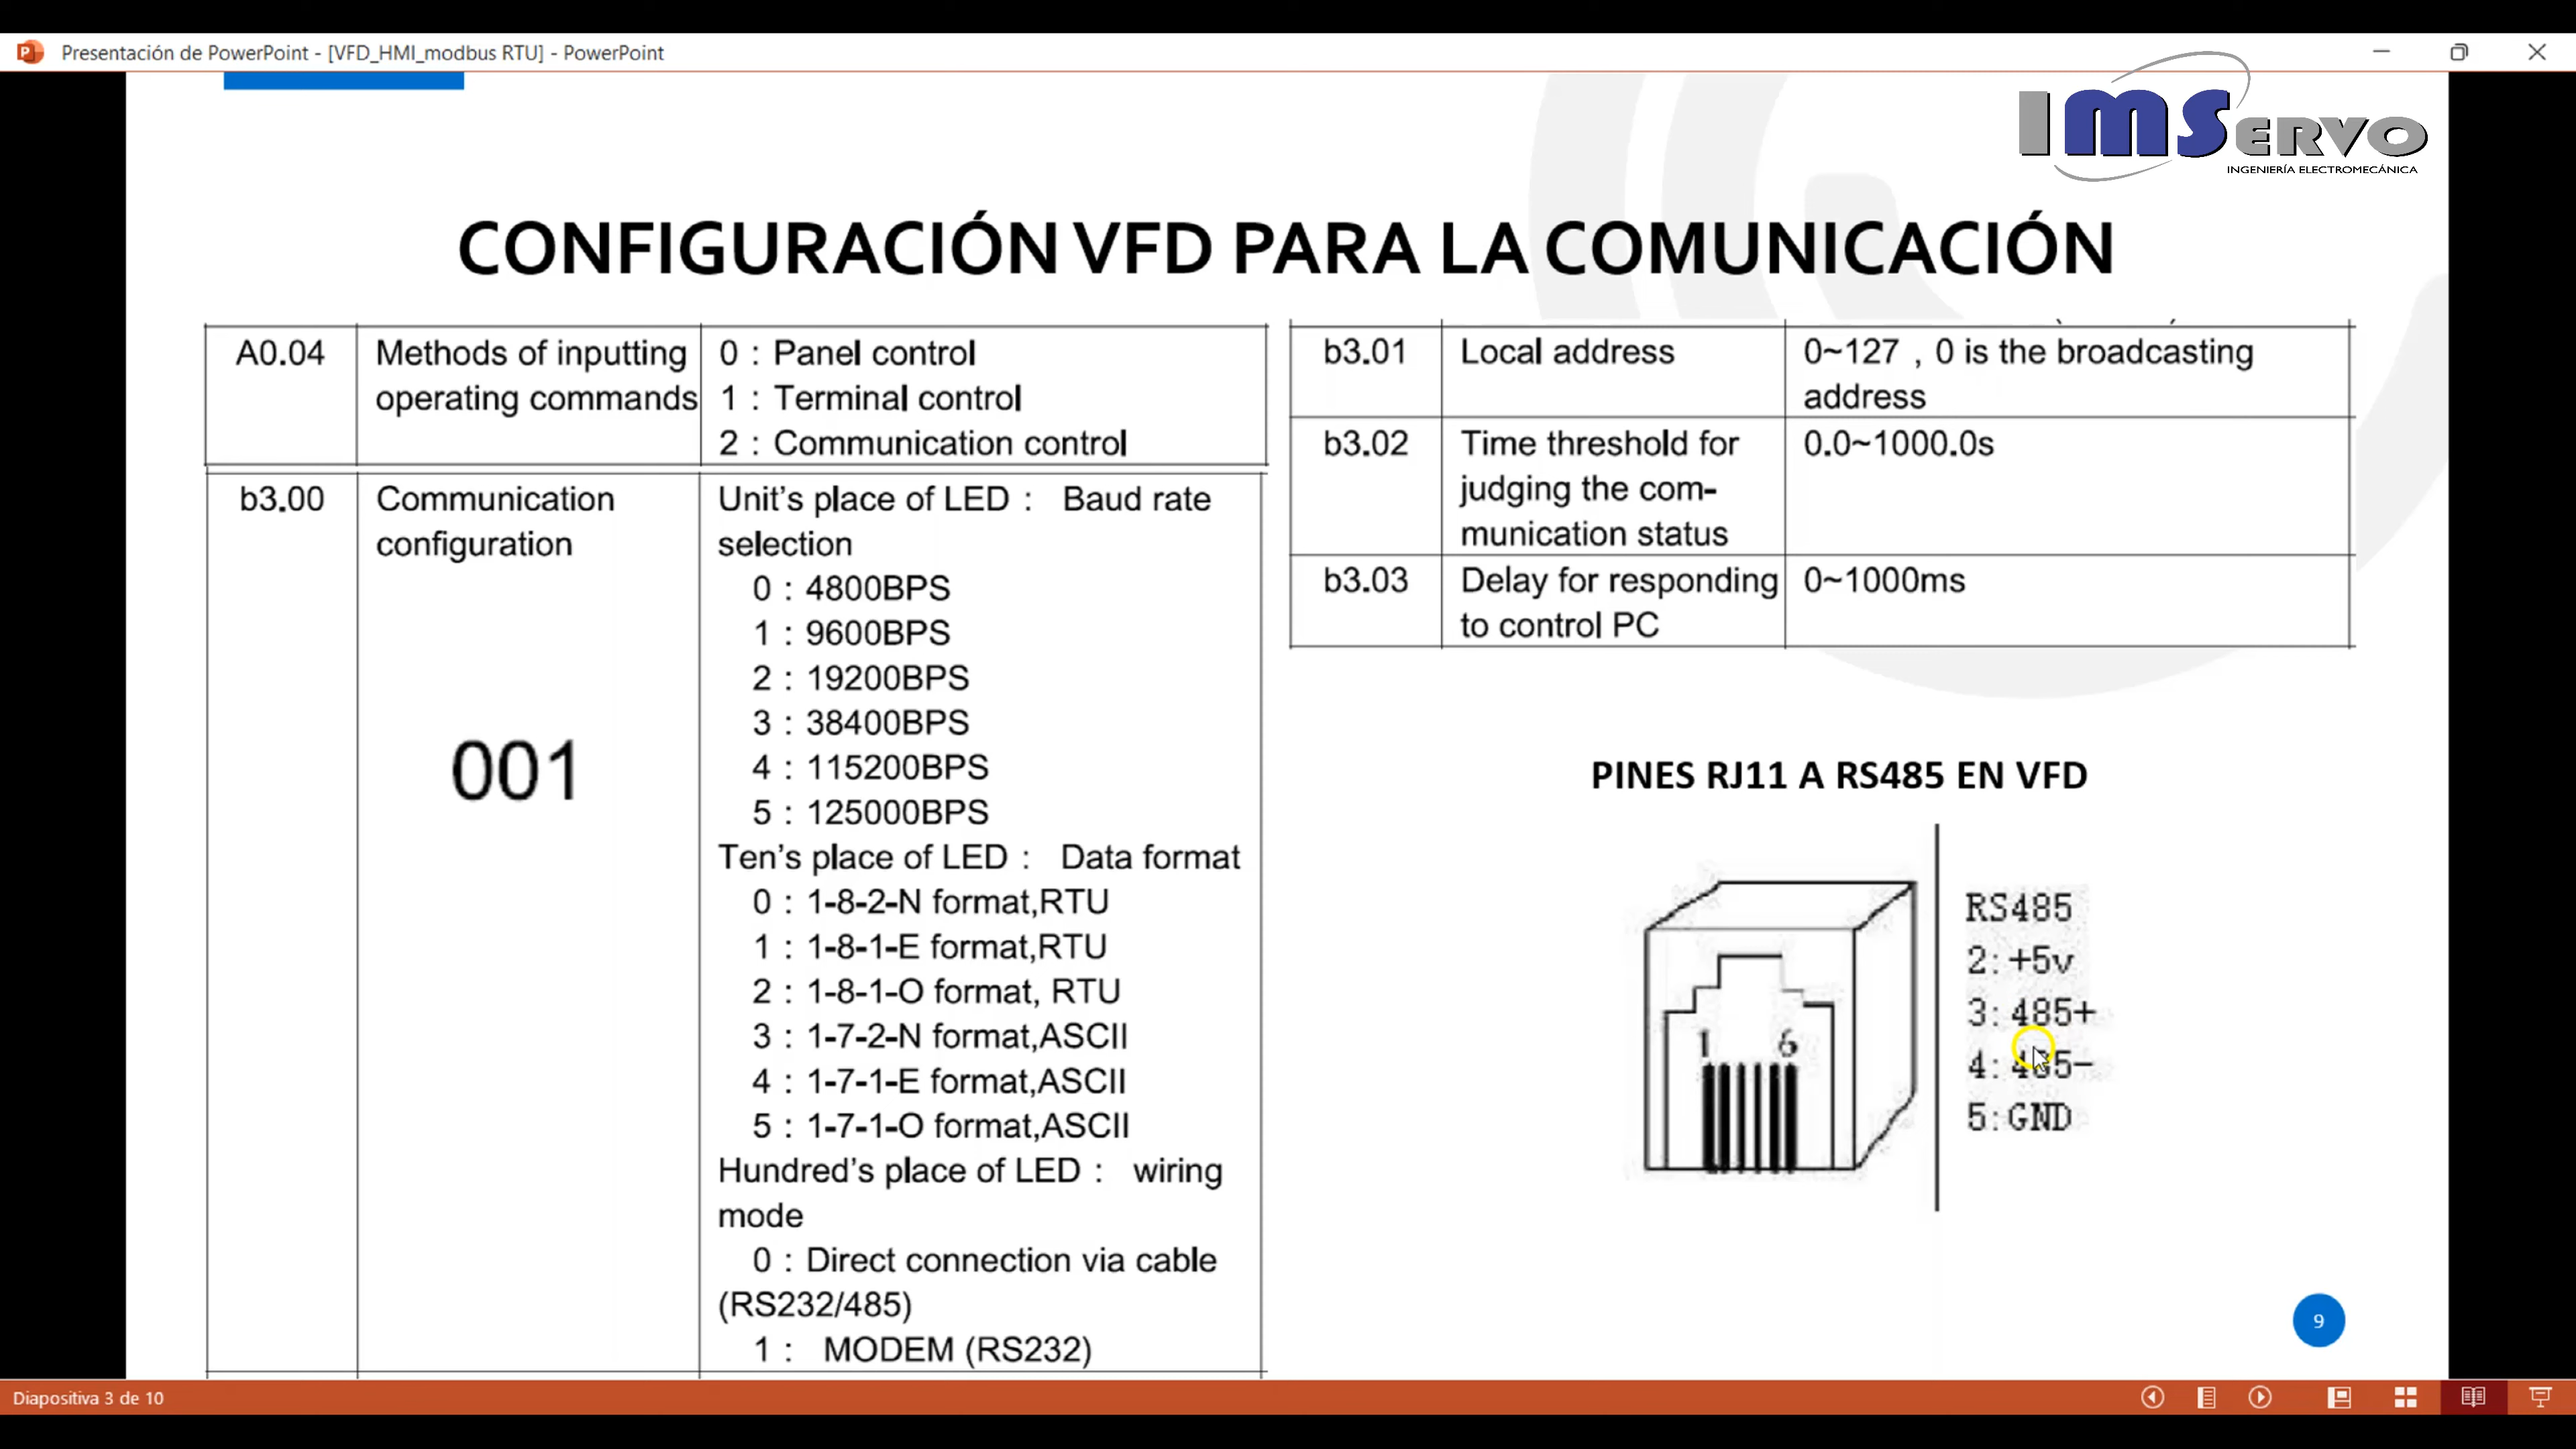 Presentación de PowerPoint - [VFD_HMI_modbus RTU] - PowerPoint
IMSERVO
INGENIERÍA ELECTROMECÁNICA
CONFIGURACIÓN VFD PARA LA COMUNICACIÓN
A0.04 Methods of inputting 0 : Panel control
operating commands 1 : Terminal control
2 : Communication control
b3.00 Communication Unit's place of LED : Baud rate
configuration selection
0 : 4800BPS
1 : 9600BPS
2 : 19200BPS
3 : 38400BPS
001
4 : 115200BPS
5 : 125000BPS
Ten's place of LED : Data format
0 : 1-8-2-N format,RTU
1 : 1-8-1-E format,RTU
2 : 1-8-1-O format, RTU
3 : 1-7-2-N format,ASCII
4 : 1-7-1-E format,ASCII
5 : 1-7-1-O format,ASCII
Hundred's place of LED : wiring
mode
0 : Direct connection via cable
(RS232/485)
1 : MODEM (RS232)
b3.01 Local address 0~127 , 0 is the broadcasting
address
b3.02 Time threshold for 0.0~1000.0s
judging the com-
munication status
b3.03 Delay for responding 0~1000ms
to control PC
PINES RJ11 A RS485 EN VFD
1 6
RS485
2:+5v
3:485+
4:485-
5:GND
9
Diapositiva 3 de 10